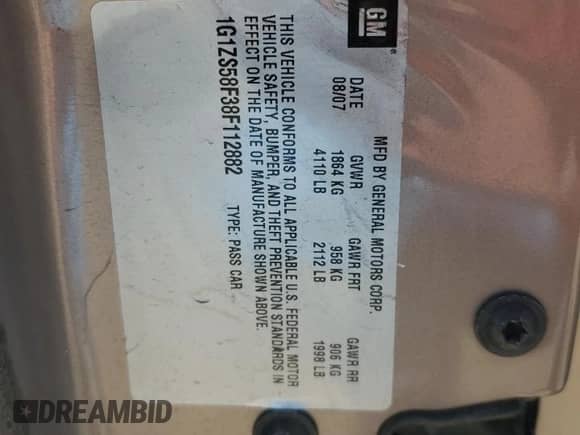 GM
MFD BY GENERAL MOTORS CORP.
DATE GVWR GAWR FRT GAWR RR
08/07 1864 KG 958 KG 906 KG
4110 LB 2112 LB 1998 LB
THIS VEHICLE CONFORMS TO ALL APPLICABLE U.S. FEDERAL MOTOR
VEHICLE SAFETY, BUMPER, AND THEFT PREVENTION STANDARDS IN
EFFECT ON THE DATE OF MANUFACTURE SHOWN ABOVE.
1G1ZS58F38F112882 TYPE: PASS CAR
DREAMBID